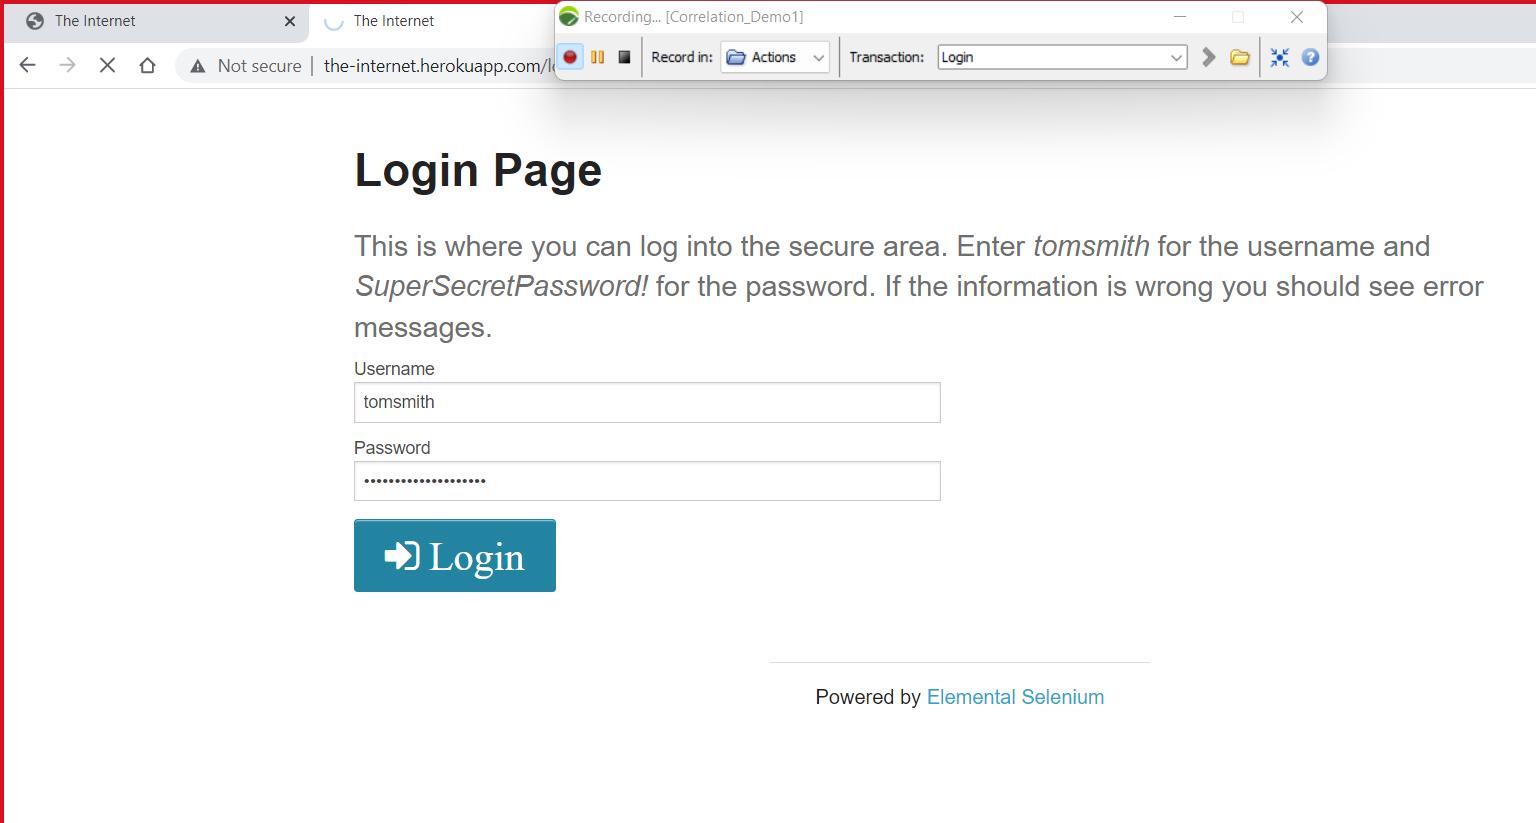 The Internet
The Internet
Recording... [Correlation_Demo1]
Record in: Actions Transaction: Login
Not secure the-internet.herokuapp.com/lo
Login Page
This is where you can log into the secure area. Enter tomsmith for the username and
SuperSecretPassword! for the password. If the information is wrong you should see error
messages.
Username
tomsmith
Password
••••••••••••••••••••
Login
Powered by Elemental Selenium